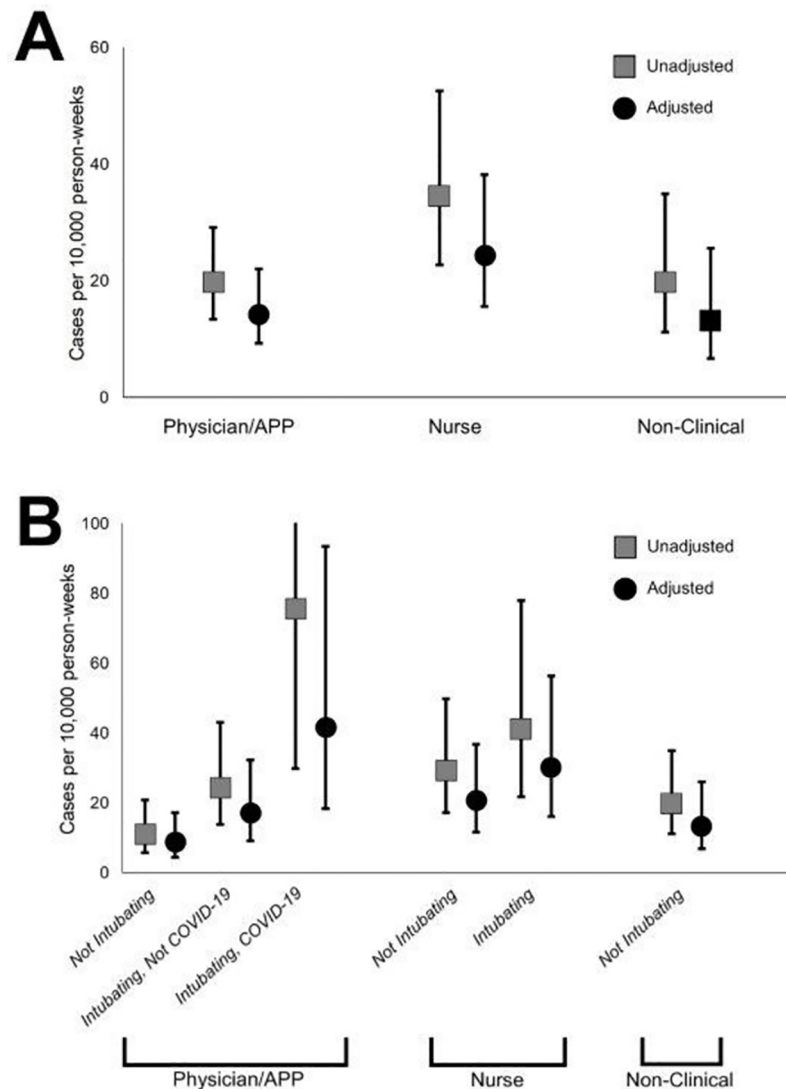 A
60
40
20
0
Cases per 10,000 person-weeks
Unadjusted
Adjusted
Physician/APP Nurse Non-Clinical
B
100
80
60
40
20
0
Cases per 10,000 person-weeks
Unadjusted
Adjusted
Not Intubating
Intubating, Not COVID-19
Intubating, COVID-19
Not Intubating
Intubating
Not Intubating
Physician/APP Nurse Non-Clinical